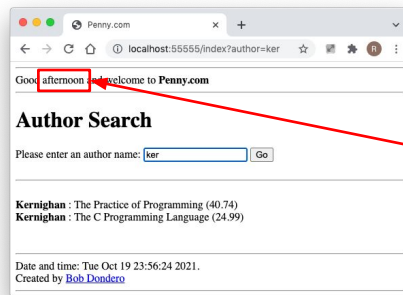 Penny.com
localhost:55555/index?author=ker
R
Good afternoon and welcome to Penny.com
Author Search
Please enter an author name: ker Go
Kernighan : The Practice of Programming (40.74)
Kernighan : The C Programming Language (24.99)
Date and time: Tue Oct 19 23:56:24 2021.
Created by Bob Dondero